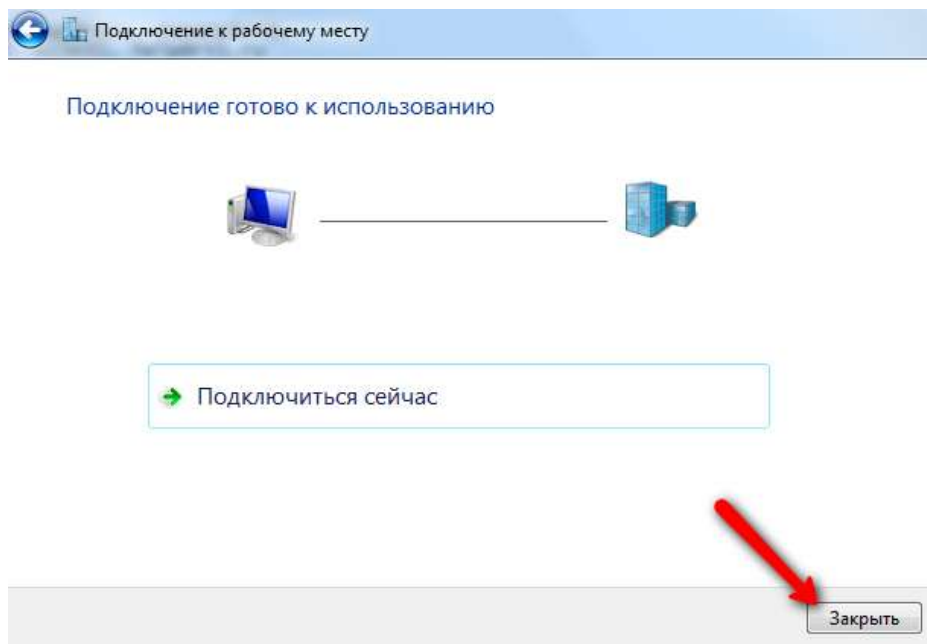 Подключение к рабочему месту
Подключение готово к использованию
Подключиться сейчас
Закрыть